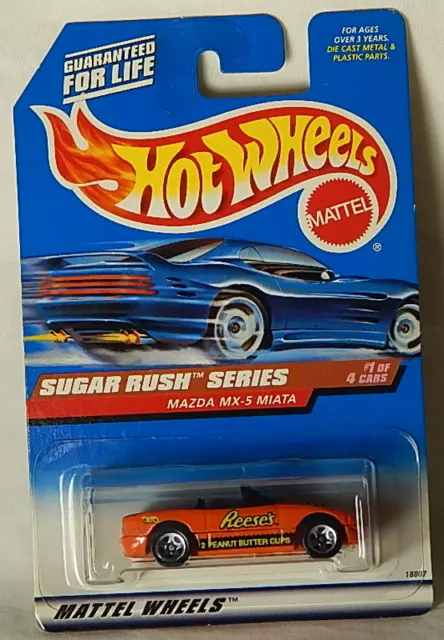 GUARANTEED
FOR LIFE
FOR AGES
OVER 3 YEARS.
DIE CAST METAL &
PLASTIC PARTS.
HOT WHEELS
MATTEL
®
SUGAR RUSH™ SERIES
#1 OF
4 CARS
MAZDA MX-5 MIATA
Reese's
2 PEANUT BUTTER CUPS
18807
MATTEL WHEELS™